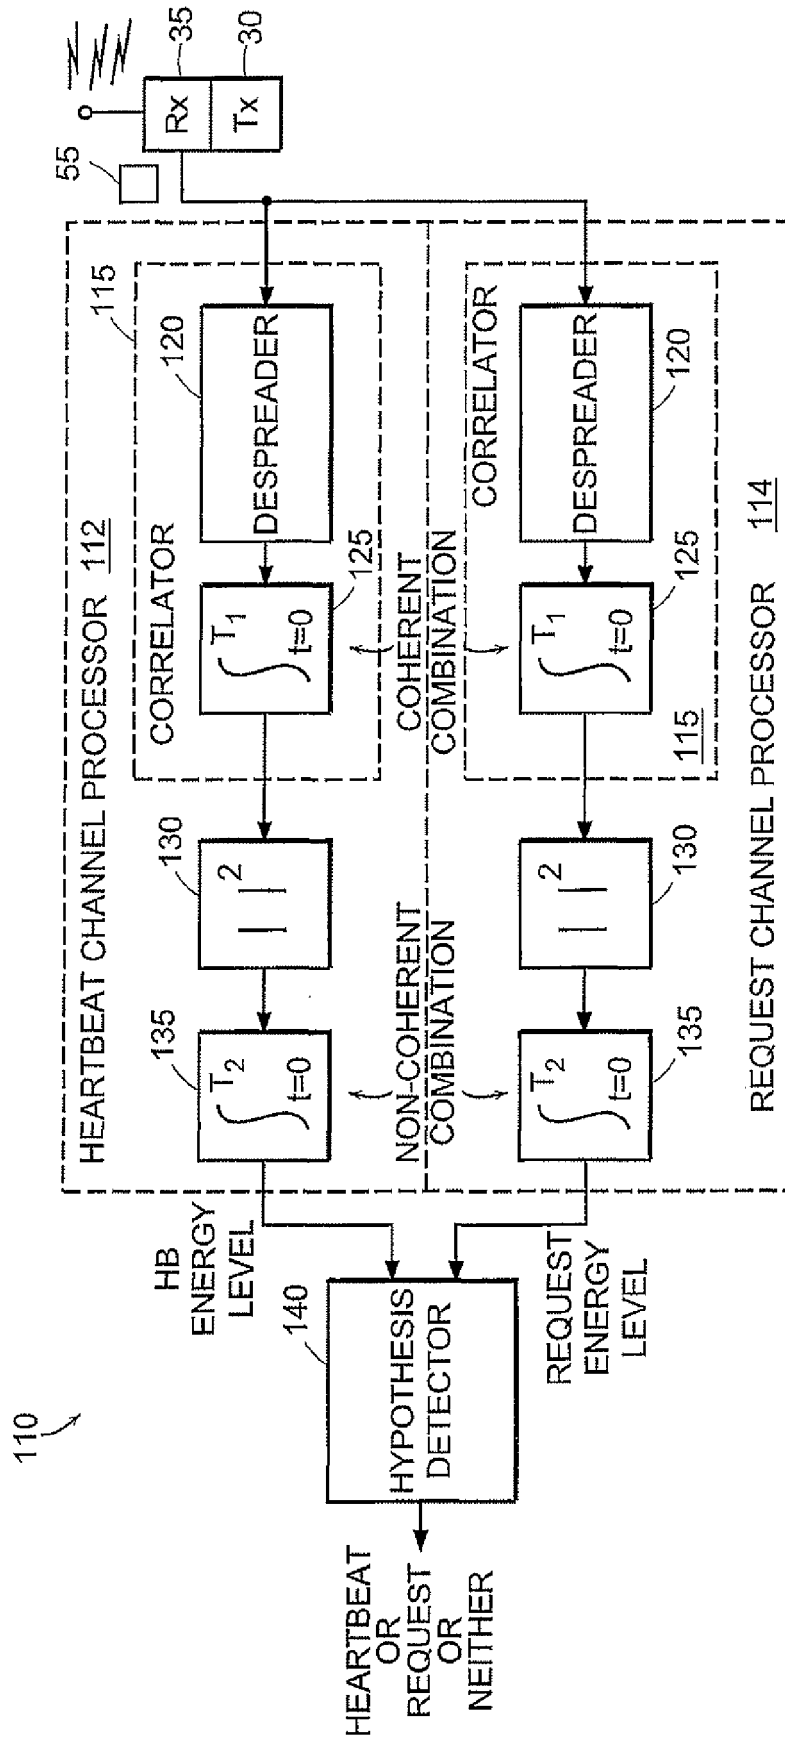 110
HEARTBEAT
OR
REQUEST
OR
NEITHER
140
HYPOTHESIS
DETECTOR
HB
ENERGY
LEVEL
REQUEST
ENERGY
LEVEL
HEARTBEAT CHANNEL PROCESSOR 112
135
∫ T2 t=0
130
| |2
CORRELATOR
115
∫ T1 t=0
125
120
DESPREADER
55
Rx
35
Tx
30
NON-COHERENT
COMBINATION
COHERENT
COMBINATION
∫ T2 t=0
135
| |2
130
CORRELATOR
∫ T1 t=0
125
115
DESPREADER
120
REQUEST CHANNEL PROCESSOR 114